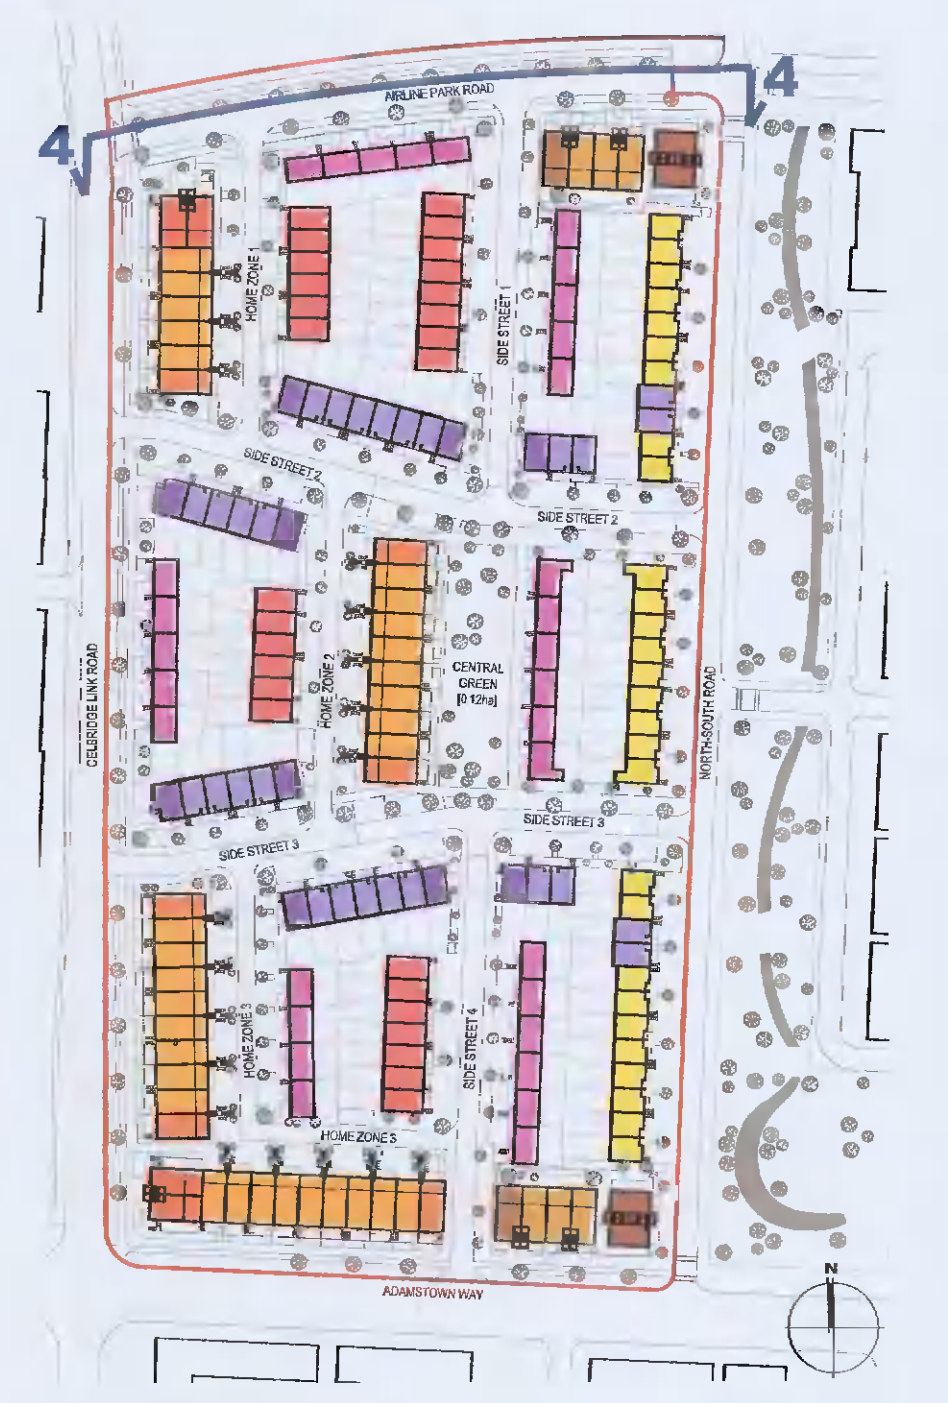 4
4
AIRLINE PARK ROAD
HOME ZONE 1
SIDE STREET 1
SIDE STREET 2
SIDE STREET 2
CELBRIDGE LINK ROAD
HOME ZONE 2
CENTRAL
GREEN
[0.12ha]
NORTH-SOUTH ROAD
SIDE STREET 3
SIDE STREET 3
HOME ZONE 3
SIDE STREET 4
HOME ZONE 3
ADAMSTOWN WAY
N